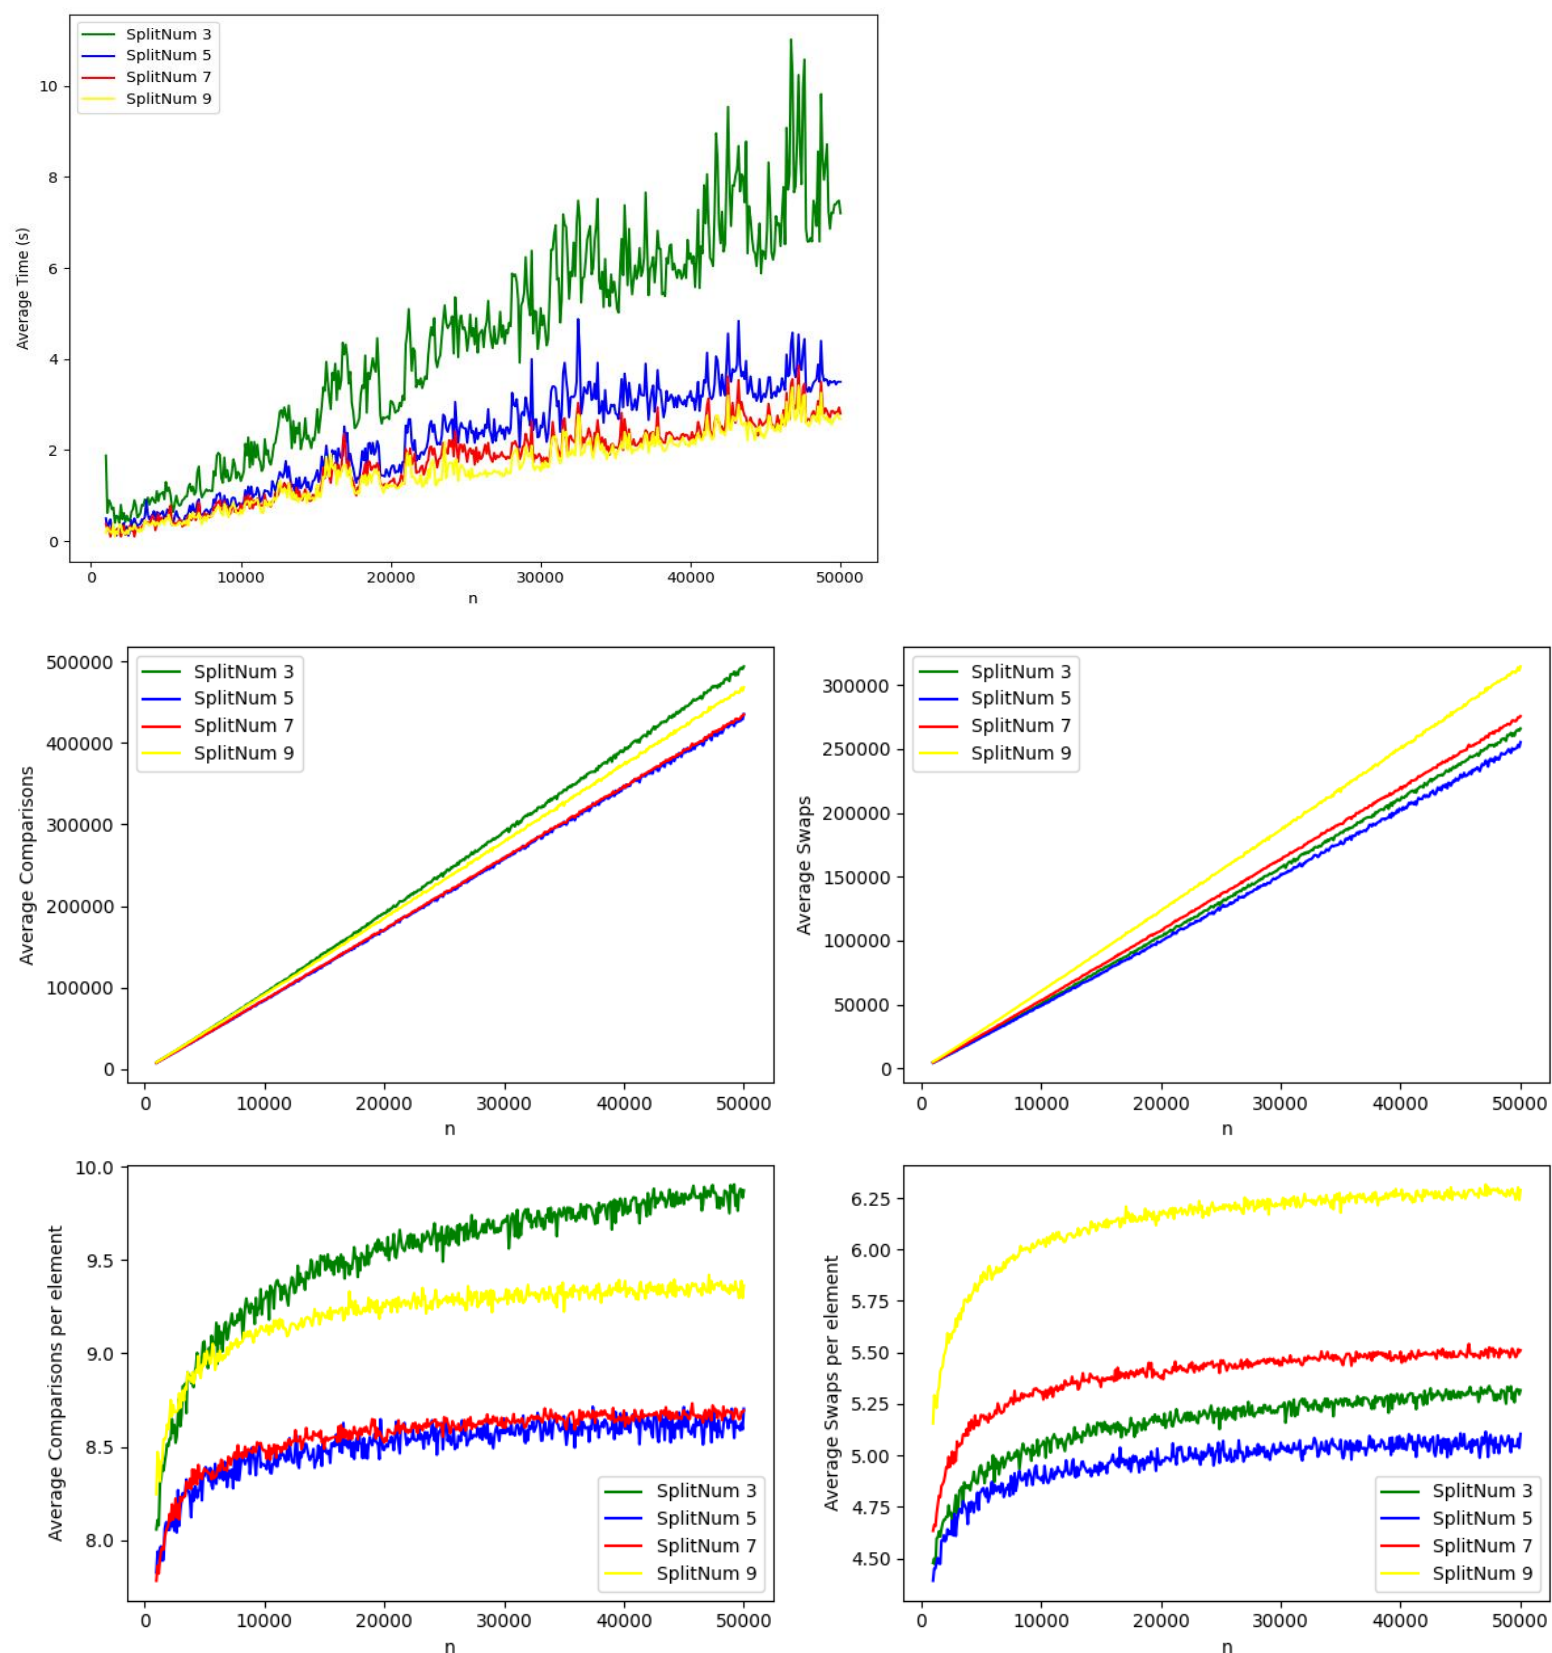 SplitNum 3
SplitNum 5
SplitNum 7
SplitNum 9
10
8
6
4
2
0
Average Time (s)
0 10000 20000 30000 40000 50000
n
SplitNum 3
SplitNum 5
SplitNum 7
SplitNum 9
500000
400000
300000
200000
100000
0
Average Comparisons
0 10000 20000 30000 40000 50000
n
SplitNum 3
SplitNum 5
SplitNum 7
SplitNum 9
300000
250000
200000
150000
100000
50000
0
Average Swaps
0 10000 20000 30000 40000 50000
n
10.0
9.5
9.0
8.5
8.0
Average Comparisons per element
SplitNum 3
SplitNum 5
SplitNum 7
SplitNum 9
0 10000 20000 30000 40000 50000
n
6.25
6.00
5.75
5.50
5.25
5.00
4.75
4.50
Average Swaps per element
SplitNum 3
SplitNum 5
SplitNum 7
SplitNum 9
0 10000 20000 30000 40000 50000
n